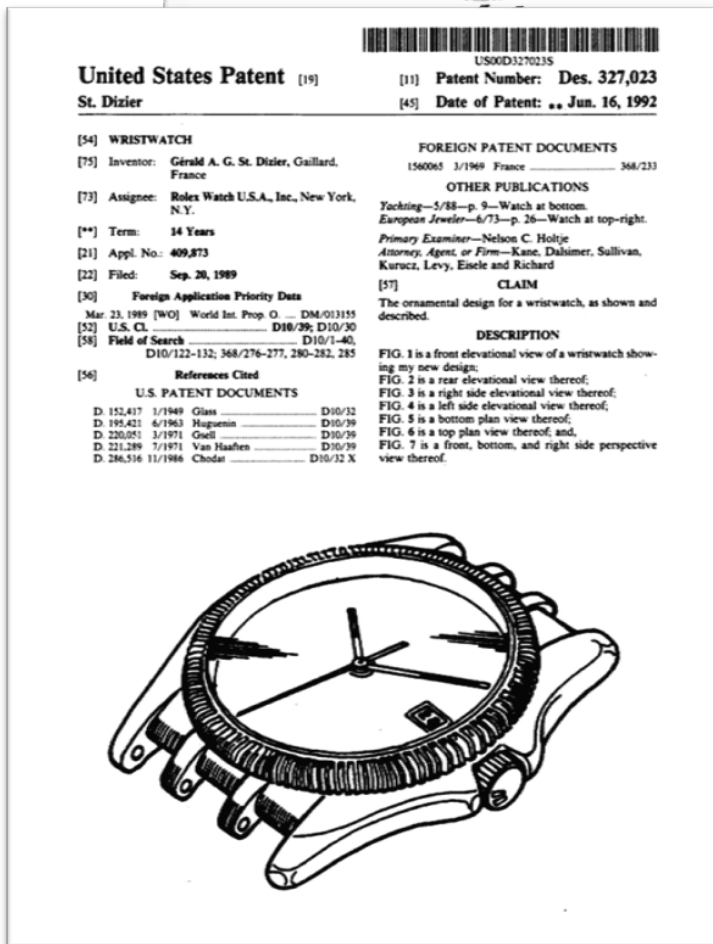 US00D327023S
United States Patent [19]
St. Dizier
[11] Patent Number: Des. 327,023
[45] Date of Patent: ** Jun. 16, 1992
[54] WRISTWATCH
[75] Inventor: Gérald A. G. St. Dizier, Gaillard,
France
[73] Assignee: Rolex Watch U.S.A., Inc., New York,
N.Y.
[**] Term: 14 Years
[21] Appl. No.: 409,873
[22] Filed: Sep. 20, 1989
[30] Foreign Application Priority Data
Mar. 23, 1989 [WO] World Int. Prop. O. ... DM/013155
[52] U.S. Cl. .................... D10/39; D10/30
[58] Field of Search .................... D10/1-40,
D10/122-132; 368/276-277, 280-282, 285
[56] References Cited
U.S. PATENT DOCUMENTS
D. 152,417 1/1949 Glass .................... D10/32
D. 195,421 6/1963 Huguenin .................... D10/39
D. 220,051 3/1971 Gsell .................... D10/39
D. 221,289 7/1971 Van Haaften .................... D10/39
D. 286,516 11/1986 Chodat .................... D10/32 X
FOREIGN PATENT DOCUMENTS
1560065 3/1969 France .................... 368/233
OTHER PUBLICATIONS
Yachting—5/88—p. 9—Watch at bottom.
European Jeweler—6/73—p. 26—Watch at top-right.
Primary Examiner—Nelson C. Holtje
Attorney, Agent, or Firm—Kane, Dalsimer, Sullivan,
Kurucz, Levy, Eisele and Richard
[57] CLAIM
The ornamental design for a wristwatch, as shown and
described.
DESCRIPTION
FIG. 1 is a front elevational view of a wristwatch show-
ing my new design;
FIG. 2 is a rear elevational view thereof;
FIG. 3 is a right side elevational view thereof;
FIG. 4 is a left side elevational view thereof;
FIG. 5 is a bottom plan view thereof;
FIG. 6 is a top plan view thereof; and,
FIG. 7 is a front, bottom, and right side perspective
view thereof.